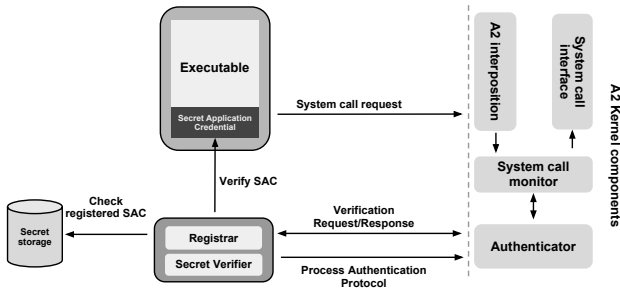 Executable
Secret Application
Credential
System call request
A2 interposition
System call
interface
A2 Kernel components
System call
monitor
Verify SAC
Check
registered SAC
Secret
storage
Registrar
Secret Verifier
Verification
Request/Response
Process Authentication
Protocol
Authenticator